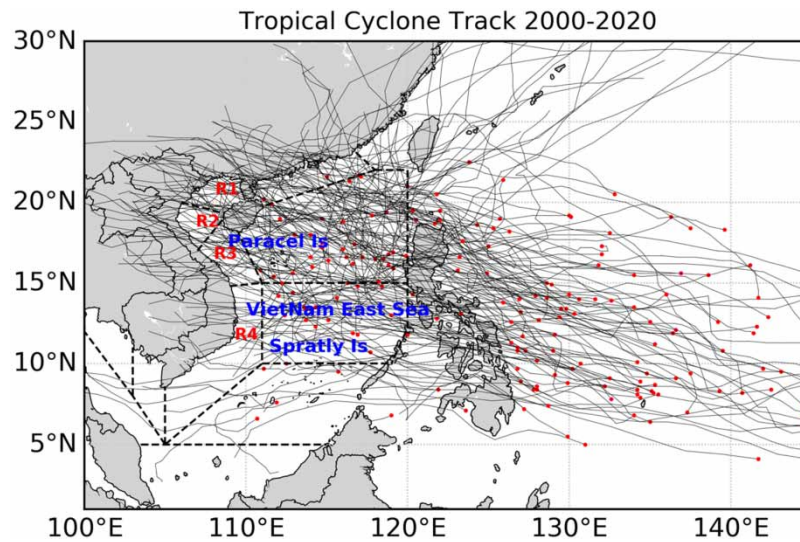 Tropical Cyclone Track 2000-2020
30°N
25°N
20°N
15°N
10°N
5°N
R1
R2
Paracel Is
R3
VietNam East Sea
R4
Spratly Is
100°E
110°E
120°E
130°E
140°E